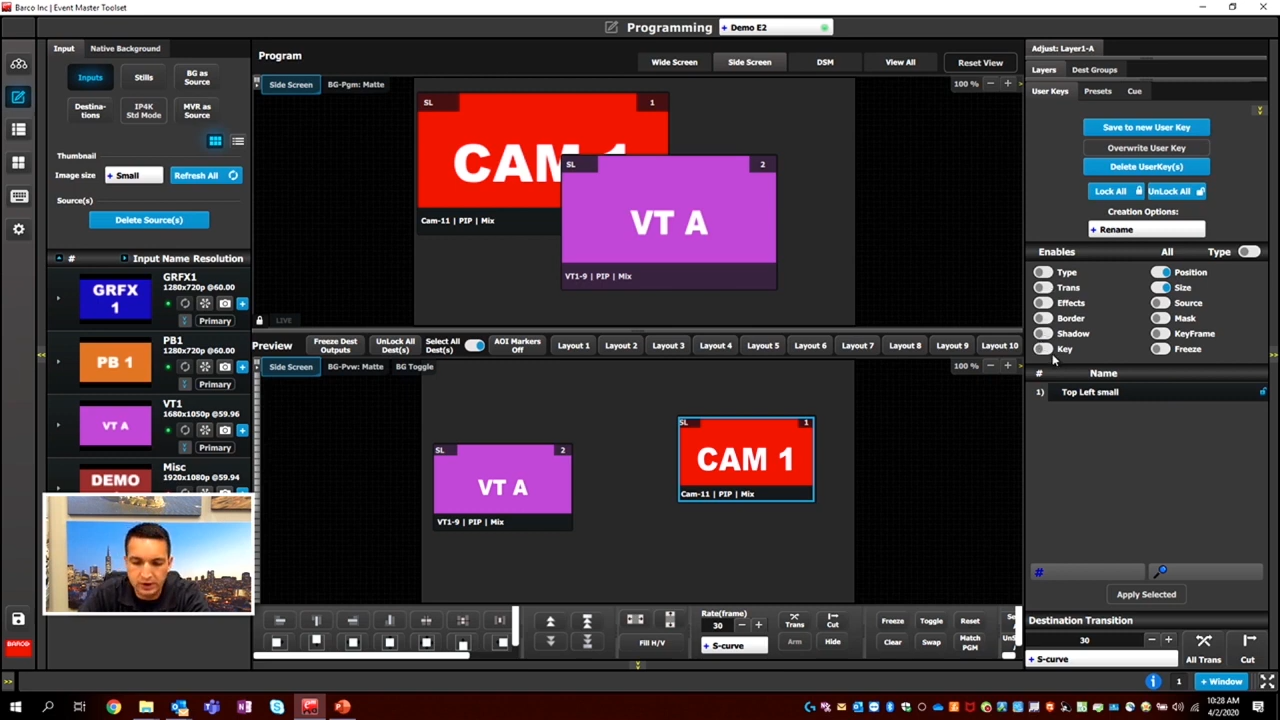 Barco Inc | Event Master Toolset
Programming
+ Demo E2
Input
Native Background
Inputs
Stills
BG as
Source
Destina-
tions
IP4K
Std Mode
MVR as
Source
Thumbnail
Image size
+ Small
Refresh All
Source(s)
Delete Source(s)
# Input Name Resolution
GRFX
1
GRFX1
1280x720p @60.00
Primary
PB 1
PB1
1280x720p @60.00
Primary
VT A
VT1
1680x1050p @59.96
Primary
DEMO
Misc
1920x1080p @59.94
Program
Wide Screen
Side Screen
DSM
View All
Reset View
Side Screen
BG-Pgm: Matte
100 %
SL 1
CAM 1
Cam-11 | PIP | Mix
SL 2
VT A
VT1-9 | PIP | Mix
LIVE
Preview
Freeze Dest
Outputs
UnLock All
Dest(s)
Select All
Dest(s)
AOI Markers
Off
Layout 1
Layout 2
Layout 3
Layout 4
Layout 5
Layout 6
Layout 7
Layout 8
Layout 9
Layout 10
Side Screen
BG-Pvw: Matte
BG Toggle
100 %
SL 1
CAM 1
Cam-11 | PIP | Mix
SL 2
VT A
VT1-9 | PIP | Mix
Fill H/V
Rate(frame)
30
+ S-curve
Trans
Cut
Arm
Hide
Freeze
Toggle
Reset
Clear
Swap
Match
PGM
Adjust: Layer1-A
Layers
Dest Groups
User Keys
Presets
Cue
Save to new User Key
Overwrite User Key
Delete UserKey(s)
Lock All
UnLock All
Creation Options:
+ Rename
Enables All Type
Type Position
Trans Size
Effects Source
Border Mask
Shadow KeyFrame
Key Freeze
# Name
1) Top Left small
#
Apply Selected
Destination Transition
30
+ S-curve
All Trans
Cut
BARCO
>>
1
+ Window
10:28 AM
4/2/2020